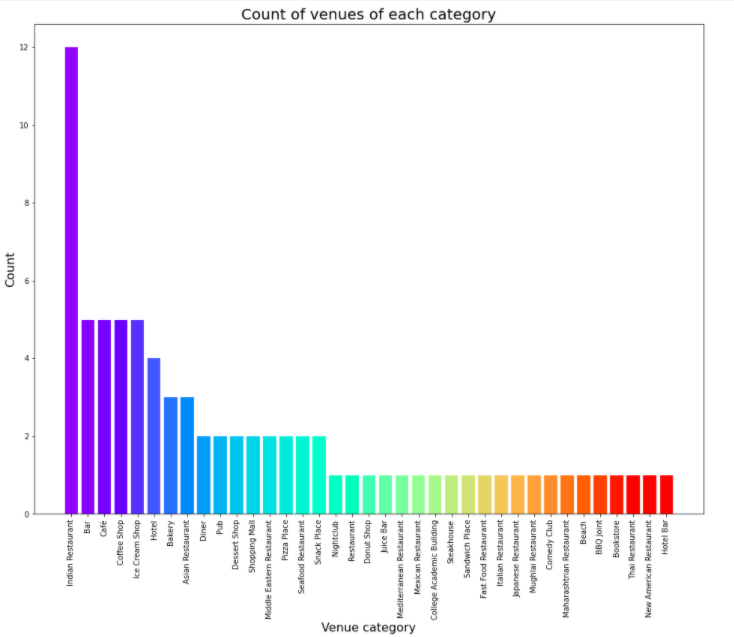 Count of venues of each category
Count
12
10
8
6
4
2
0
Indian Restaurant
Bar
Café
Coffee Shop
Ice Cream Shop
Hotel
Bakery
Asian Restaurant
Diner
Pub
Dessert Shop
Shopping Mall
Middle Eastern Restaurant
Pizza Place
Seafood Restaurant
Snack Place
Nightclub
Restaurant
Donut Shop
Juice Bar
Mediterranean Restaurant
Mexican Restaurant
College Academic Building
Steakhouse
Sandwich Place
Fast Food Restaurant
Italian Restaurant
Japanese Restaurant
Mughlai Restaurant
Comedy Club
Maharashtrian Restaurant
Beach
BBQ Joint
Bookstore
Thai Restaurant
New American Restaurant
Hotel Bar
Venue category